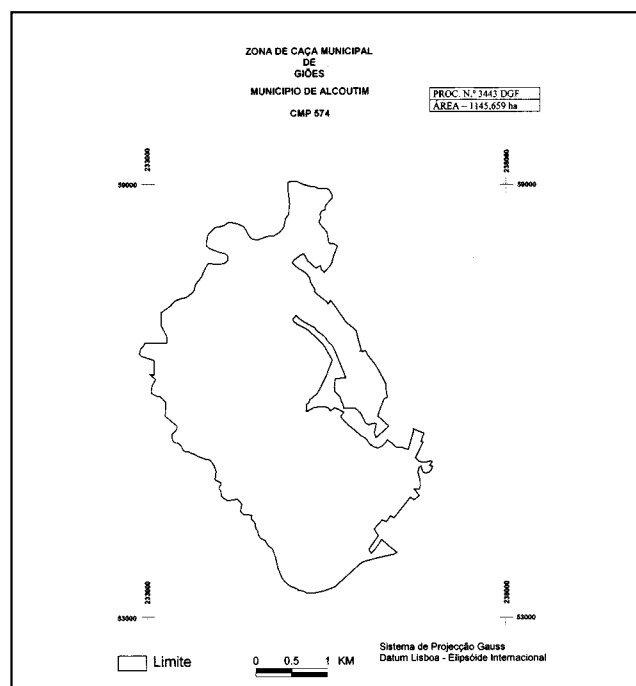 ZONA DE CAÇA MUNICIPAL
DE
GIÕES
MUNICIPIO DE ALCOUTIM
CMP 574
PROC. N.º 3443 DGF
ÁREA – 1145,659 ha
233000
238000
59000
59000
233000
238000
53000
53000
Limite
0 0.5 1 KM
Sistema de Projecção Gauss
Datum Lisboa - Elipsóide Internacional